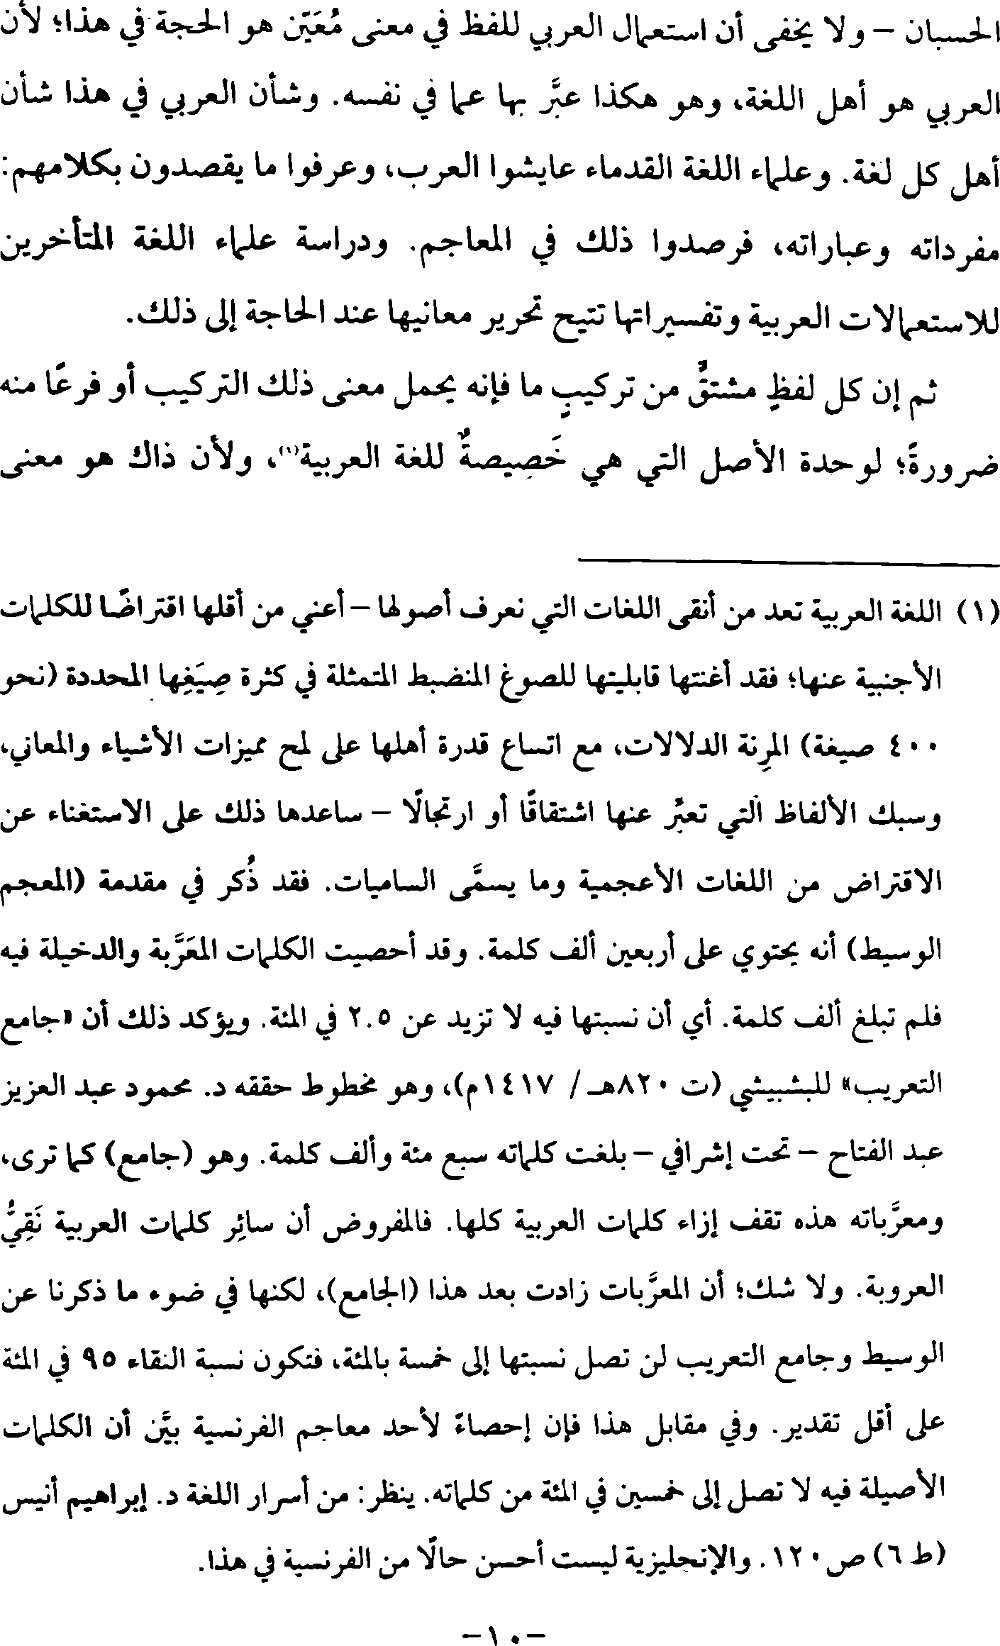 الحسبان – ولا يخفى أن استعمال العربي للفظ في معنى مُعَيّن هو الحجة في هذا؛ لأن
العربي هو أهل اللغة، وهو هكذا عبَّر بها عما في نفسه. وشأن العربي في هذا شأن
أهل كل لغة. وعلماء اللغة القدماء عايشوا العرب، وعرفوا ما يقصدون بكلامهم:
مفرداته وعباراته، فرصدوا ذلك في المعاجم. ودراسة علماء اللغة المتأخرين
للاستعمالات العربية وتفسيراتها تتيح تحرير معانيها عند الحاجة إلى ذلك.
ثم إن كل لفظٍ مشتقٌّ من تركيبٍ ما فإنه يحمل معنى ذلك التركيب أو فرعًا منه
ضرورةً؛ لوحدة الأصل التي هي خَصِيصةٌ للغة العربية(١)، ولأن ذاك هو معنى
(١) اللغة العربية تعد من أنقى اللغات التي نعرف أصولها – أعني من أقلها اقتراضًا للكلمات
الأجنبية عنها؛ فقد أغنتها قابليتها للصوغ المنضبط المتمثلة في كثرة صِيَغِها المحددة (نحو
٤٠٠ صيغة) المرِنة الدلالات، مع اتساع قدرة أهلها على لمح مميزات الأشياء والمعاني،
وسبك الألفاظ التي تعبِّر عنها اشتقاقًا أو ارتجالًا – ساعدها ذلك على الاستغناء عن
الاقتراض من اللغات الأعجمية وما يسمَّى الساميات. فقد ذُكر في مقدمة (المعجم
الوسيط) أنه يحتوي على أربعين ألف كلمة. وقد أحصيت الكلمات المعَرَّبة والدخيلة فيه
فلم تبلغ ألف كلمة. أي أن نسبتها فيه لا تزيد عن ٢.٥ في المئة. ويؤكد ذلك أن «جامع
التعريب» للبشبيشي (ت ٨٢٠هـ / ١٤١٧م)، وهو مخطوط حققه د. محمود عبد العزيز
عبد الفتاح – تحت إشرافي – بلغت كلماته سبع مئة وألف كلمة. وهو (جامع) كما ترى،
ومعرَّباته هذه تقف إزاء كلمات العربية كلها. فالمفروض أن سائِر كلمات العربية نَقِيُّ
العروبة. ولا شك؛ أن المعرَّبات زادت بعد هذا (الجامع)، لكنها في ضوء ما ذكرنا عن
الوسيط وجامع التعريب لن تصل نسبتها إلى خمسة بالمئة، فتكون نسبة النقاء ٩٥ في المئة
على أقل تقدير. وفي مقابل هذا فإن إحصاءً لأحد معاجم الفرنسية بيَّن أن الكلمات
الأصيلة فيه لا تصل إلى خمسين في المئة من كلماته. ينظر: من أسرار اللغة د. إبراهيم أنيس
(ط ٦) ص ١٢٠. والإنجليزية ليست أحسن حالًا من الفرنسية في هذا.
–١٠–